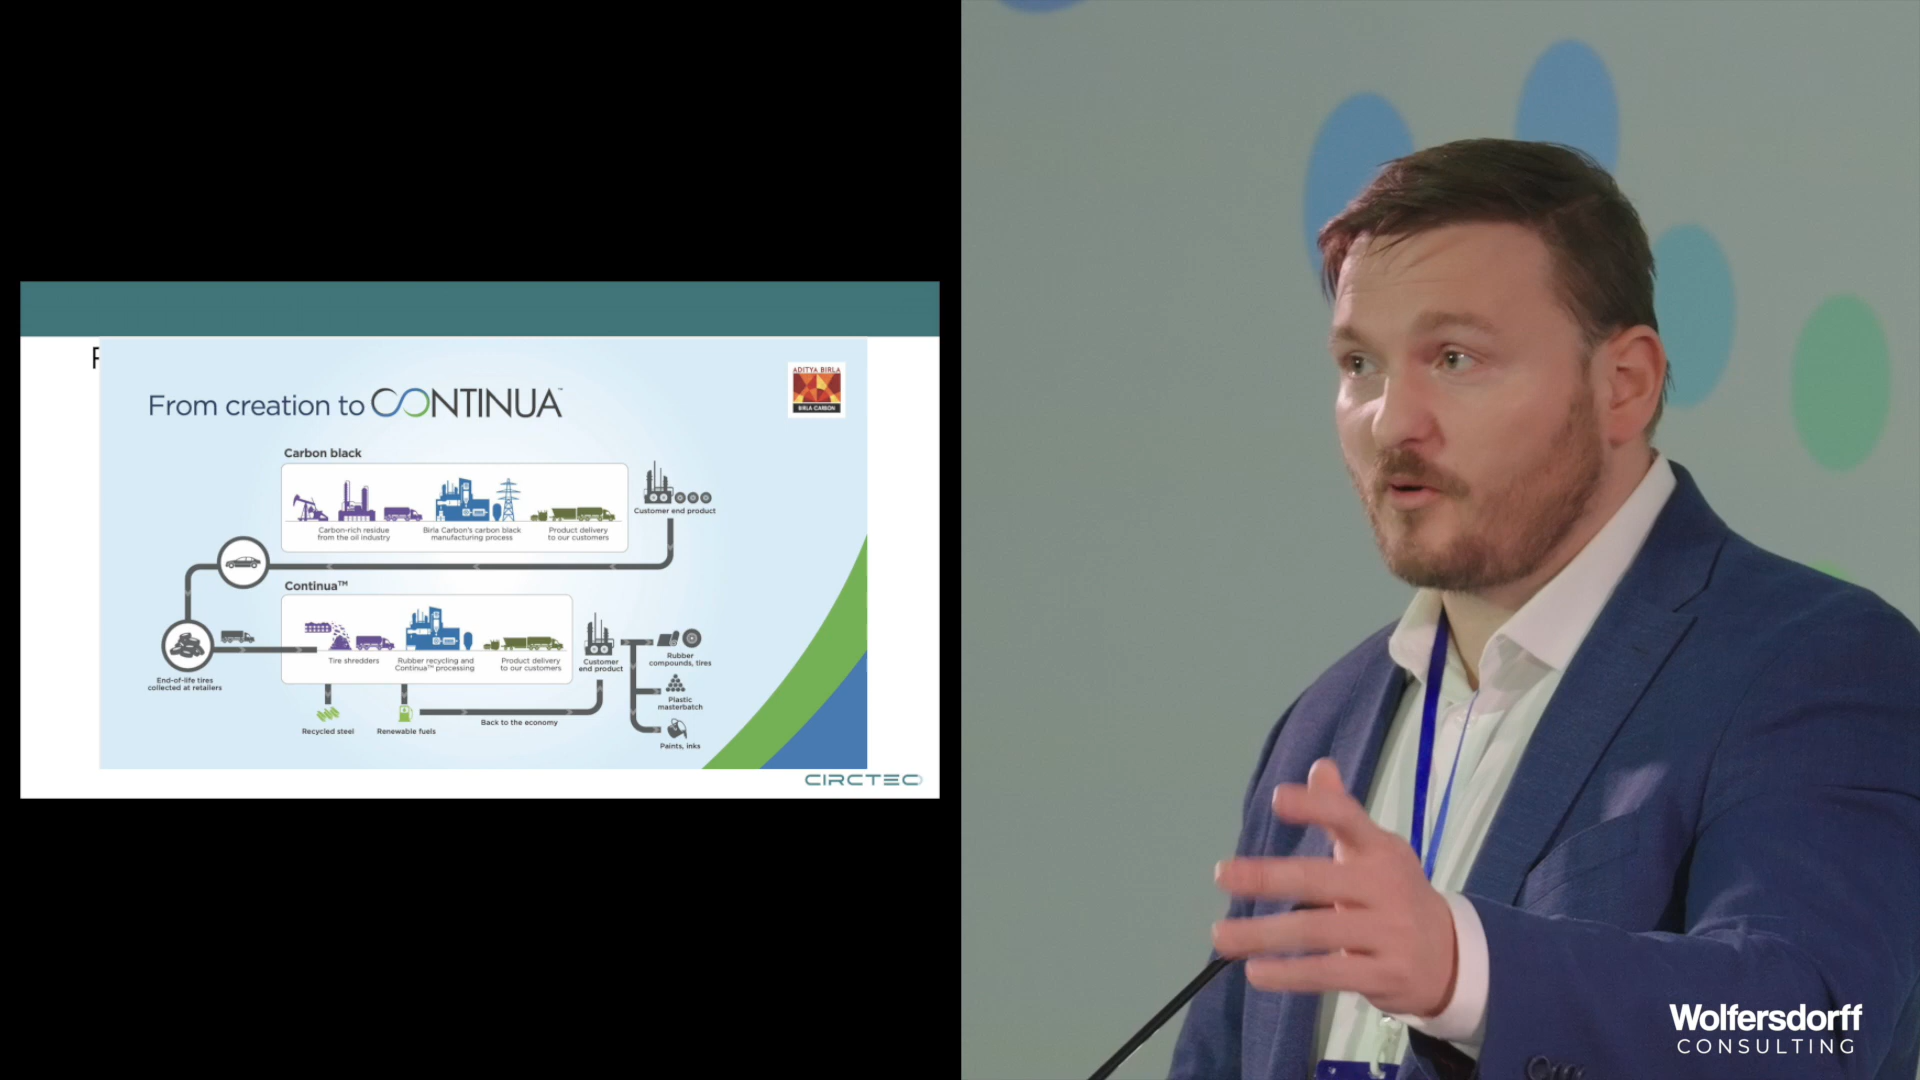 F
From creation to CONTINUA™
ADITYA BIRLA
BIRLA CARBON
Carbon black
Carbon-rich residue
from the oil industry
Birla Carbon's carbon black
manufacturing process
Product delivery
to our customers
Customer end product
Continua™
Tire shredders
Rubber recycling and
Continua™ processing
Product delivery
to our customers
Customer
end product
Rubber
compounds, tires
End-of-life tires
collected at retailers
Plastic
masterbatch
Recycled steel
Renewable fuels
Back to the economy
Paints, inks
CIRCTEC
Wolfersdorff
CONSULTING